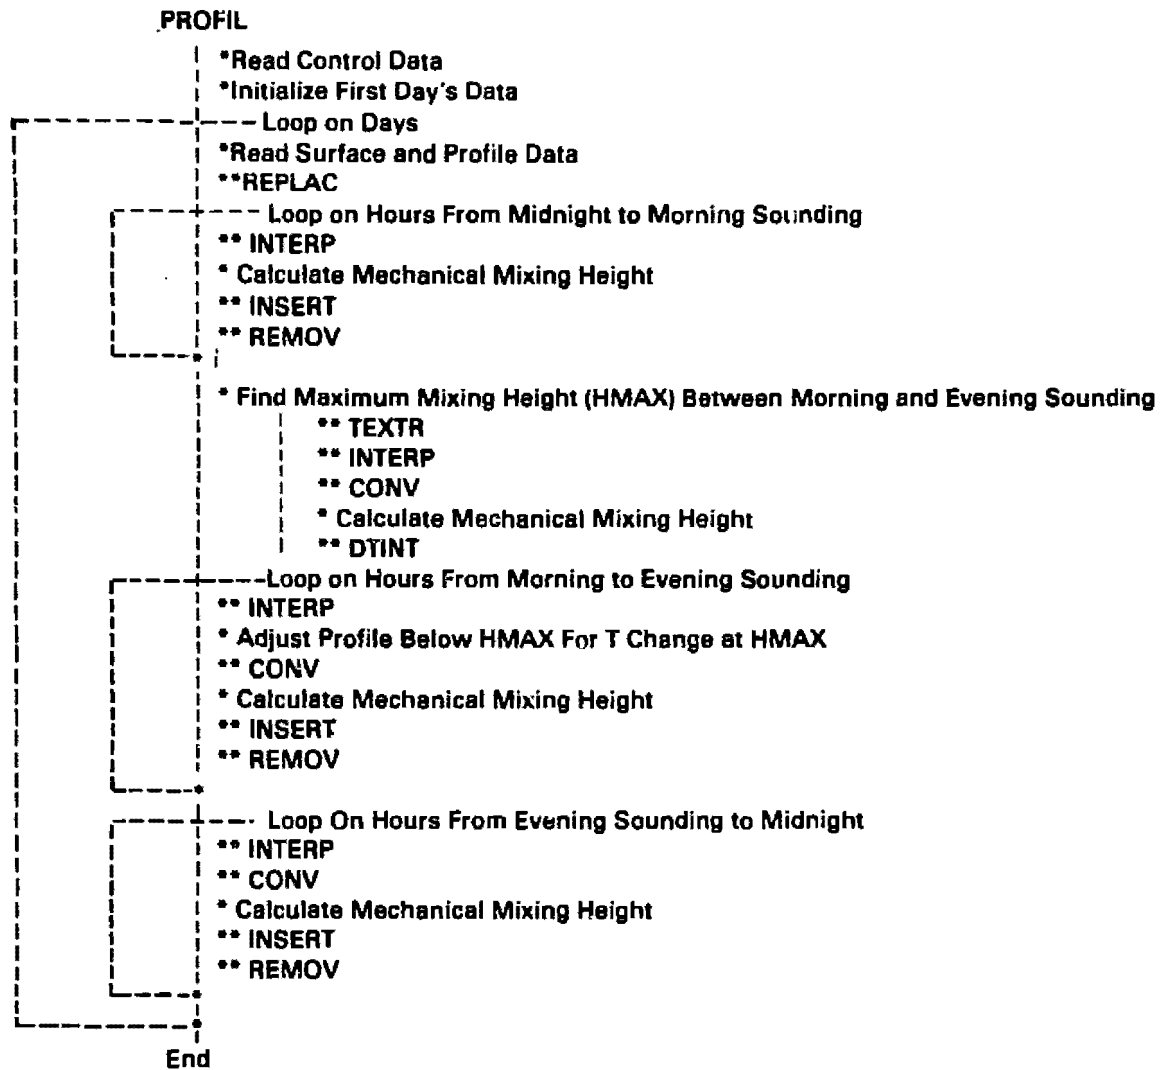 PROFIL
*Read Control Data
*Initialize First Day's Data
Loop on Days
*Read Surface and Profile Data
**REPLAC
Loop on Hours From Midnight to Morning Sounding
** INTERP
* Calculate Mechanical Mixing Height
** INSERT
** REMOV
* Find Maximum Mixing Height (HMAX) Between Morning and Evening Sounding
** TEXTR
** INTERP
** CONV
* Calculate Mechanical Mixing Height
** DTINT
Loop on Hours From Morning to Evening Sounding
** INTERP
* Adjust Profile Below HMAX For T Change at HMAX
** CONV
* Calculate Mechanical Mixing Height
** INSERT
** REMOV
Loop On Hours From Evening Sounding to Midnight
** INTERP
** CONV
* Calculate Mechanical Mixing Height
** INSERT
** REMOV
End